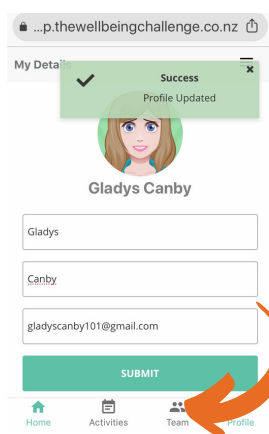 ...p.thewellbeingchallenge.co.nz
My Details
Success
Profile Updated
Gladys Canby
Gladys
Canby
gladyscanby101@gmail.com
SUBMIT
Home Activities Team Profile